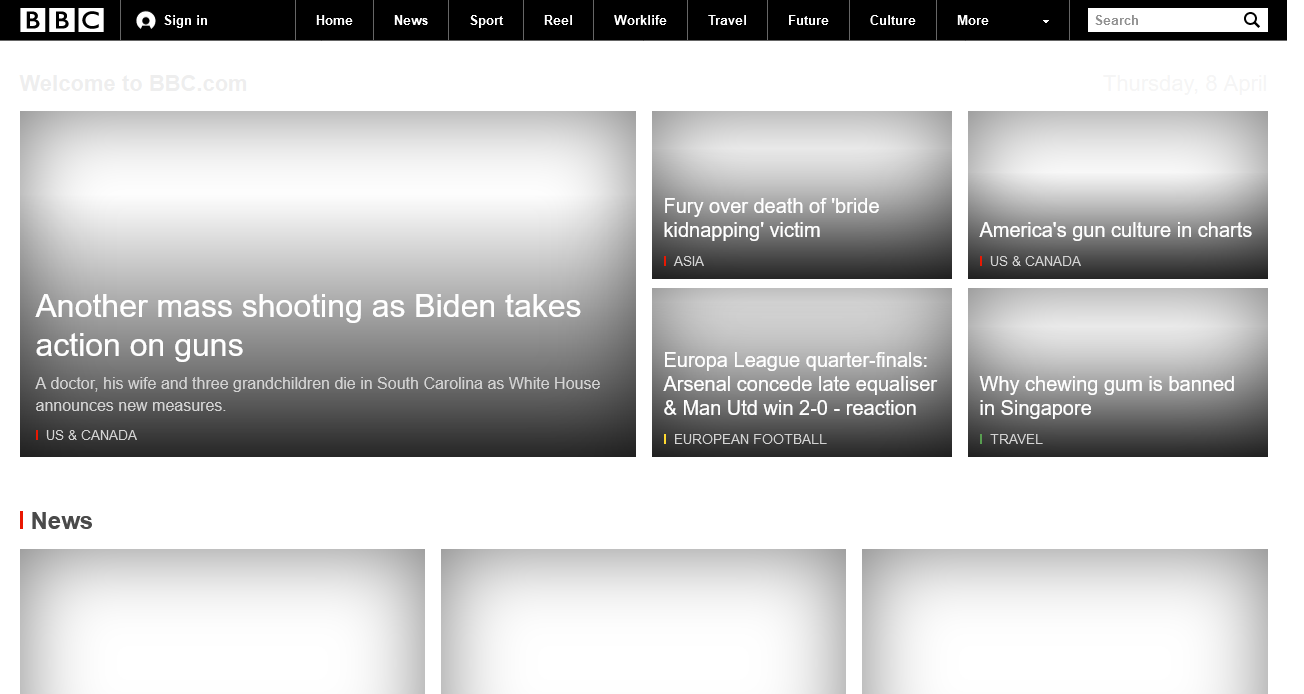 BBC
Sign in
Home
News
Sport
Reel
Worklife
Travel
Future
Culture
More
Search
Welcome to BBC.com
Thursday, 8 April
Another mass shooting as Biden takes
action on guns
A doctor, his wife and three grandchildren die in South Carolina as White House
announces new measures.
US & CANADA
Fury over death of 'bride
kidnapping' victim
ASIA
America's gun culture in charts
US & CANADA
Europa League quarter-finals:
Arsenal concede late equaliser
& Man Utd win 2-0 - reaction
EUROPEAN FOOTBALL
Why chewing gum is banned
in Singapore
TRAVEL
News